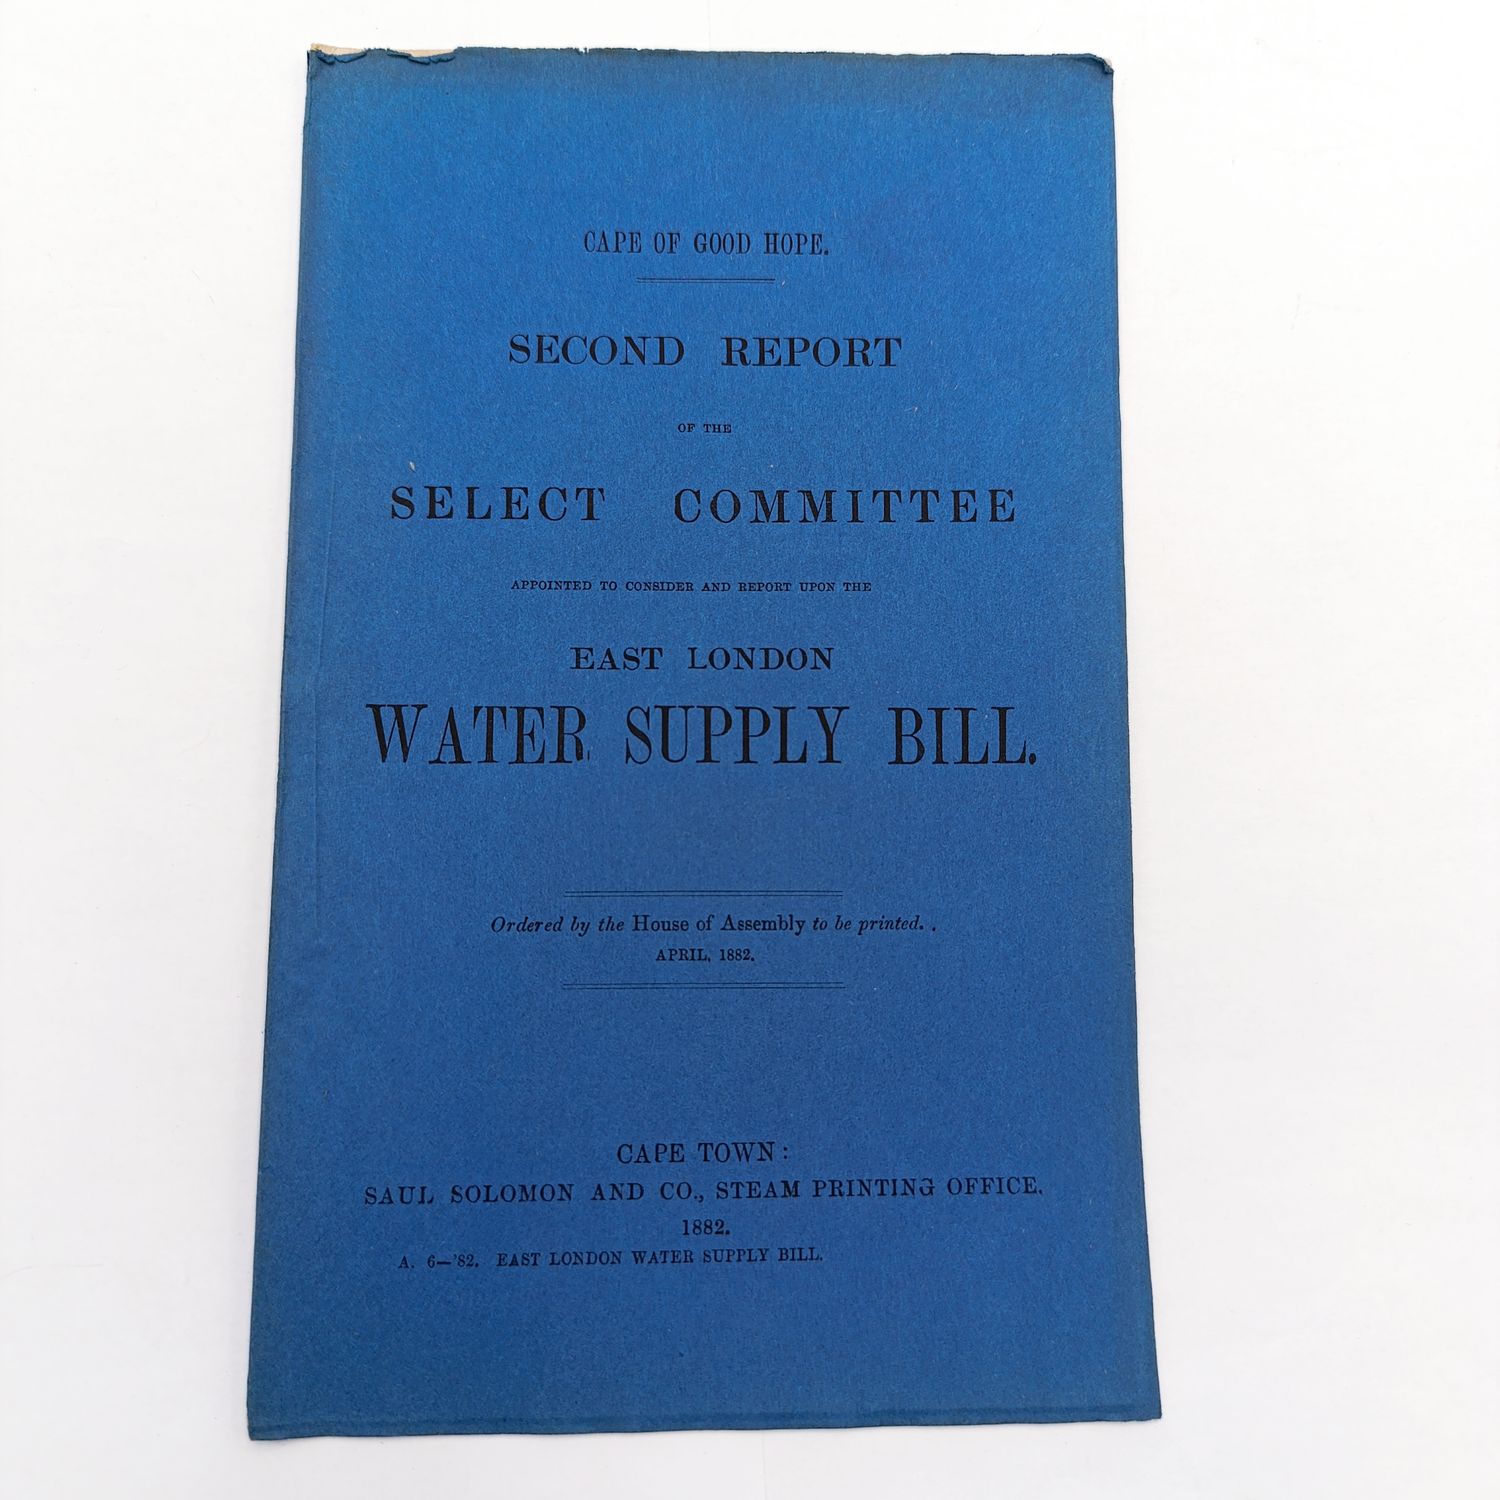 CAPE OF GOOD HOPE.
SECOND REPORT
OF THE
SELECT COMMITTEE
APPOINTED TO CONSIDER AND REPORT UPON THE
EAST LONDON
WATER SUPPLY BILL.
Ordered by the House of Assembly to be printed. .
APRIL, 1882.
CAPE TOWN:
SAUL SOLOMON AND CO., STEAM PRINTING OFFICE.
1882.
A. 6—'82. EAST LONDON WATER SUPPLY BILL.